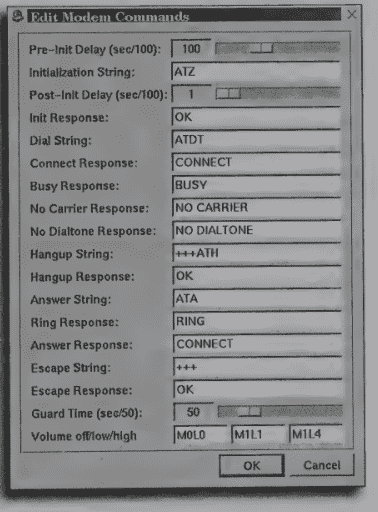 Edit Modem Commands
Pre-Init Delay (sec/100): 100
Initialization String: ATZ
Post-Init Delay (sec/100): 1
Init Response: OK
Dial String: ATDT
Connect Response: CONNECT
Busy Response: BUSY
No Carrier Response: NO CARRIER
No Dialtone Response: NO DIALTONE
Hangup String: +++ATH
Hangup Response: OK
Answer String: ATA
Ring Response: RING
Answer Response: CONNECT
Escape String: +++
Escape Response: OK
Guard Time (sec/50): 50
Volume off/low/high M0L0 M1L1 M1L4
OK Cancel